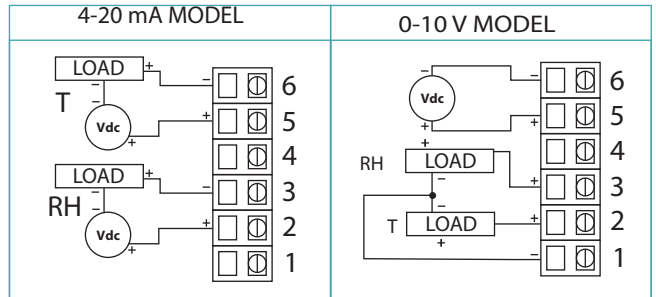 4-20 mA MODEL
0-10 V MODEL
LOAD + - 6
T - -
Vdc + + 5
4
LOAD + - 3
RH - -
Vdc + + 2
1
- - 6
Vdc
+ + 5
+ 4
RH LOAD + 3
-
-
T LOAD + 2
+
- 1